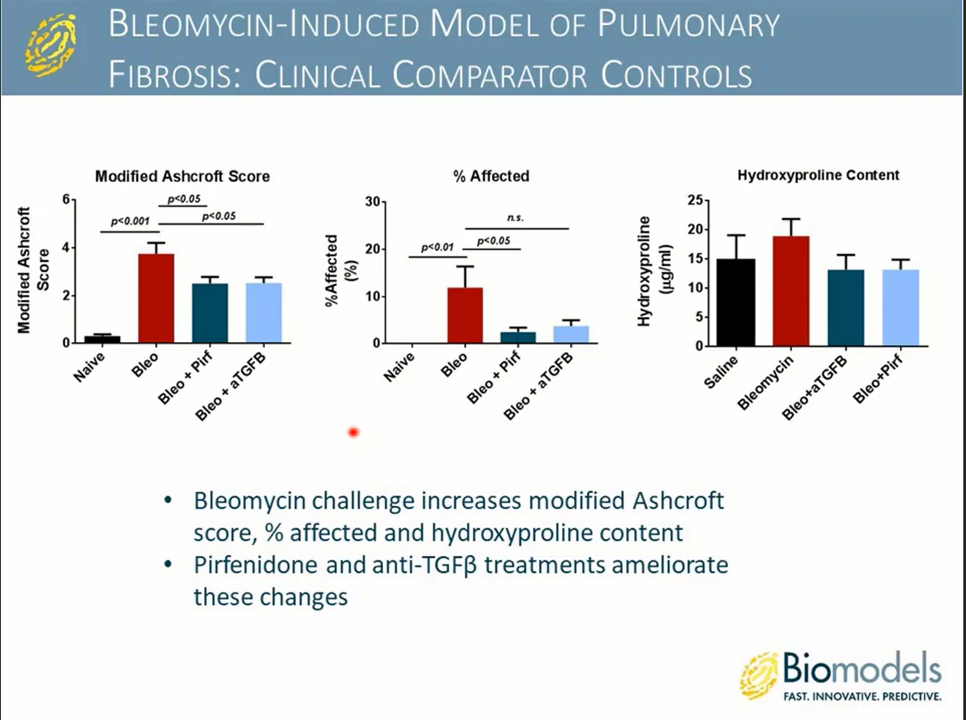 BLEOMYCIN-INDUCED MODEL OF PULMONARY
FIBROSIS: CLINICAL COMPARATOR CONTROLS
Modified Ashcroft Score
Modified Ashcroft
Score
6
4
2
0
p<0.001
p<0.05
p<0.05
Naive
Bleo
Bleo + Pirf
Bleo + aTGFB
% Affected
%Affected
(%)
30
20
10
0
p<0.01
p<0.05
n.s.
Naive
Bleo
Bleo + Pirf
Bleo + aTGFB
Hydroxyproline Content
Hydroxyproline
(µg/ml)
25
20
15
10
5
0
Saline
Bleomycin
Bleo+aTGFB
Bleo+Pirf
• Bleomycin challenge increases modified Ashcroft
score, % affected and hydroxyproline content
• Pirfenidone and anti-TGFβ treatments ameliorate
these changes
Biomodels
FAST. INNOVATIVE. PREDICTIVE.